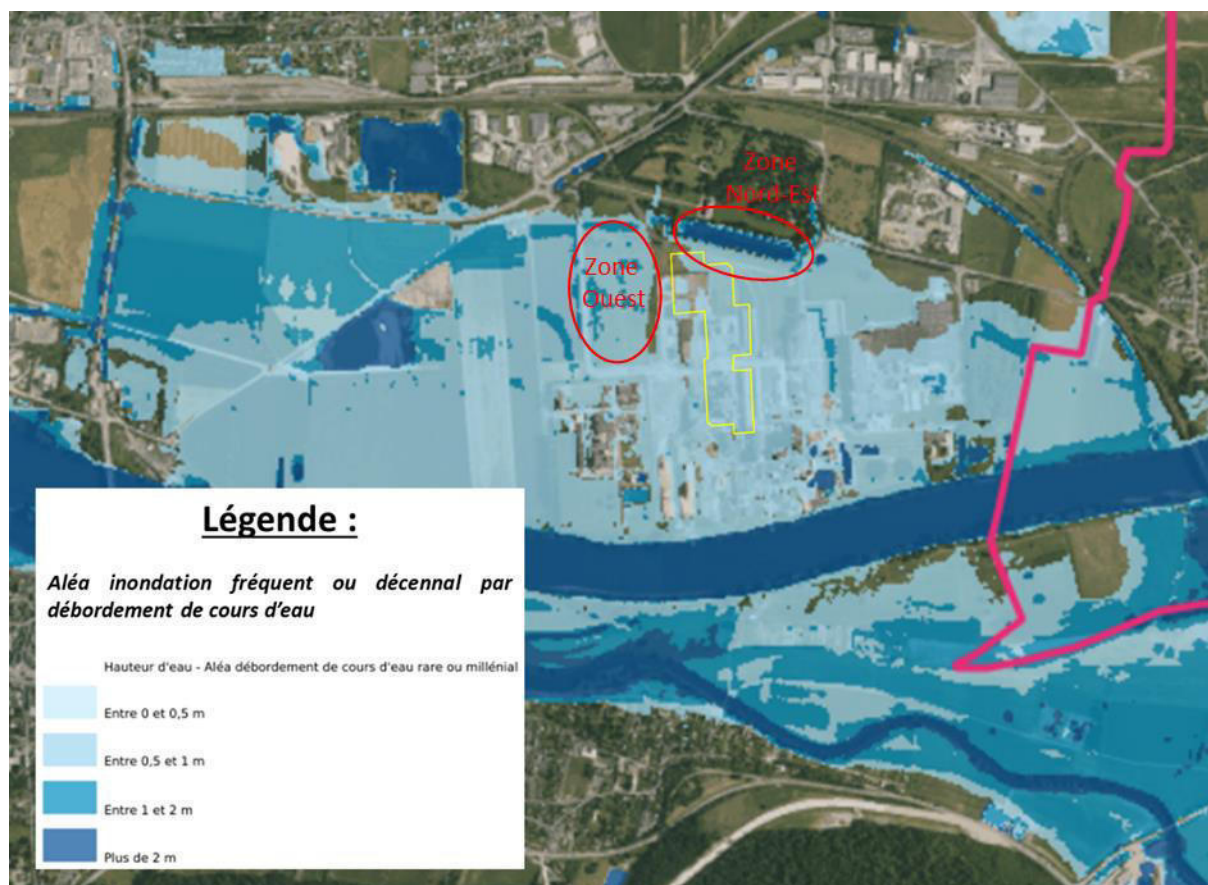 Zone
Nord-Est
Zone
Ouest
Légende :
Aléa inondation fréquent ou décennal par
débordement de cours d’eau
Hauteur d'eau - Aléa débordement de cours d'eau rare ou millénial
Entre 0 et 0,5 m
Entre 0,5 et 1 m
Entre 1 et 2 m
Plus de 2 m